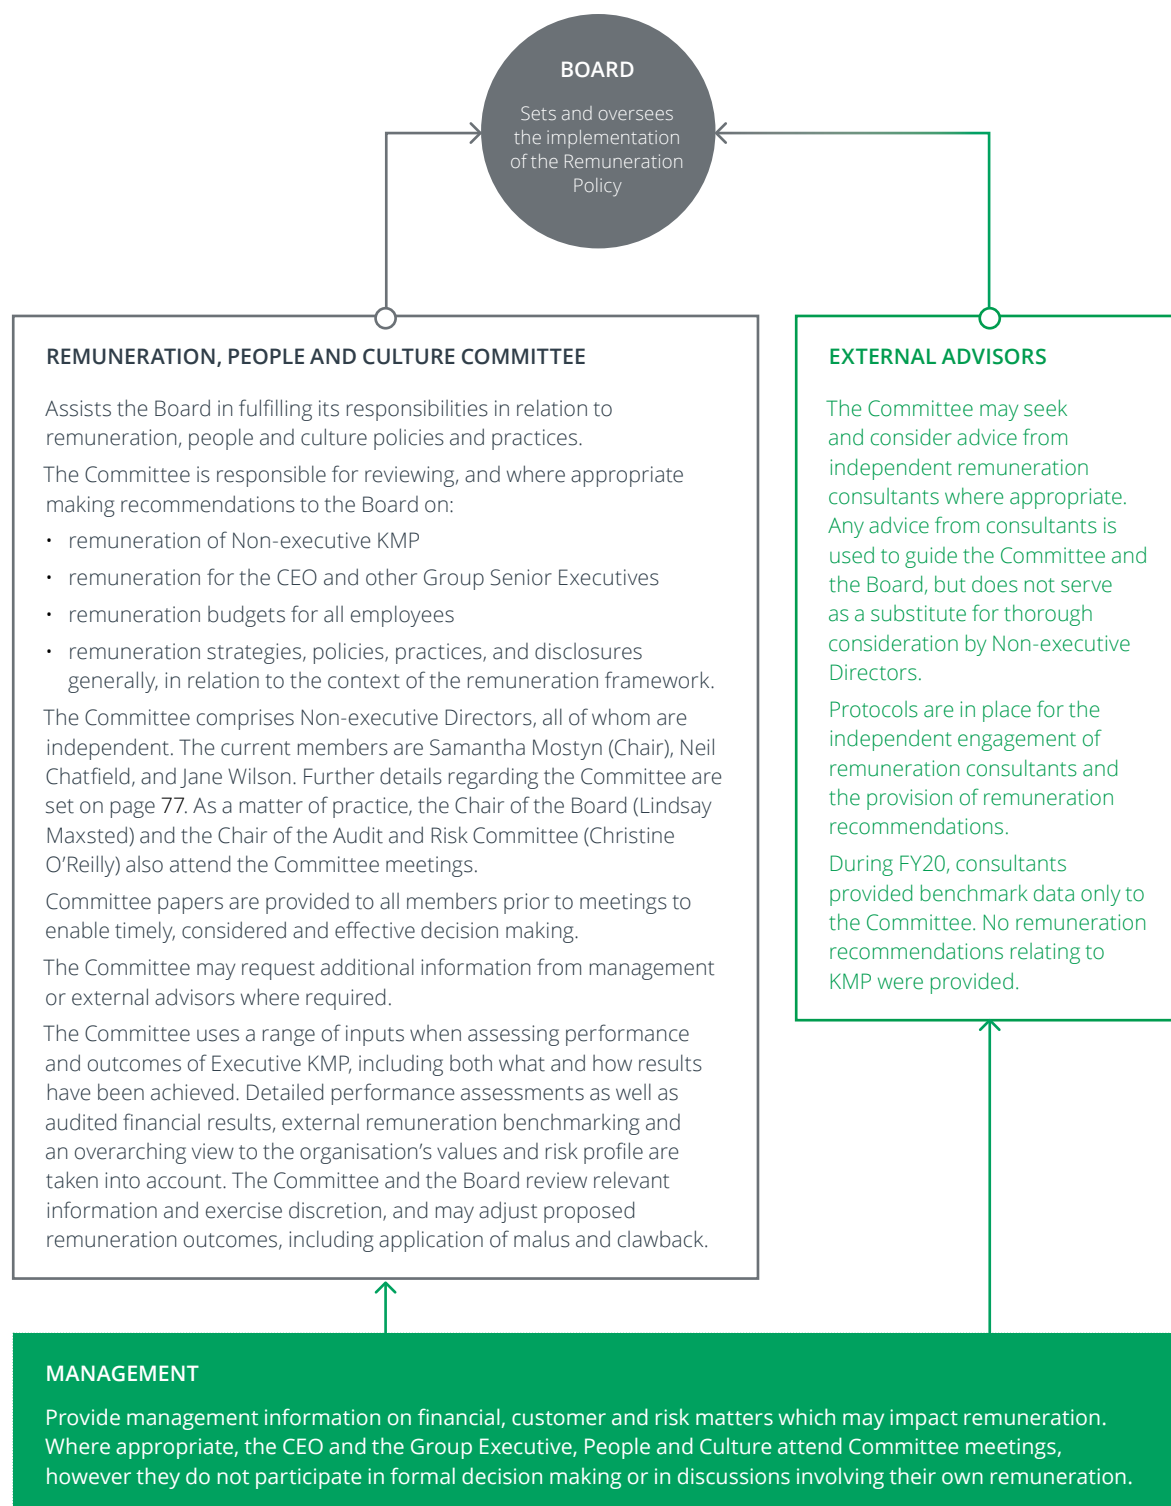 BOARD
Sets and oversees
the implementation
of the Remuneration
Policy
REMUNERATION, PEOPLE AND CULTURE COMMITTEE
Assists the Board in fulfilling its responsibilities in relation to
remuneration, people and culture policies and practices.
The Committee is responsible for reviewing, and where appropriate
making recommendations to the Board on:
• remuneration of Non-executive KMP
• remuneration for the CEO and other Group Senior Executives
• remuneration budgets for all employees
• remuneration strategies, policies, practices, and disclosures
generally, in relation to the context of the remuneration framework.
The Committee comprises Non-executive Directors, all of whom are
independent. The current members are Samantha Mostyn (Chair), Neil
Chatfield, and Jane Wilson. Further details regarding the Committee are
set on page 77. As a matter of practice, the Chair of the Board (Lindsay
Maxsted) and the Chair of the Audit and Risk Committee (Christine
O’Reilly) also attend the Committee meetings.
Committee papers are provided to all members prior to meetings to
enable timely, considered and effective decision making.
The Committee may request additional information from management
or external advisors where required.
The Committee uses a range of inputs when assessing performance
and outcomes of Executive KMP, including both what and how results
have been achieved. Detailed performance assessments as well as
audited financial results, external remuneration benchmarking and
an overarching view to the organisation’s values and risk profile are
taken into account. The Committee and the Board review relevant
information and exercise discretion, and may adjust proposed
remuneration outcomes, including application of malus and clawback.
EXTERNAL ADVISORS
The Committee may seek
and consider advice from
independent remuneration
consultants where appropriate.
Any advice from consultants is
used to guide the Committee and
the Board, but does not serve
as a substitute for thorough
consideration by Non-executive
Directors.
Protocols are in place for the
independent engagement of
remuneration consultants and
the provision of remuneration
recommendations.
During FY20, consultants
provided benchmark data only to
the Committee. No remuneration
recommendations relating to
KMP were provided.
MANAGEMENT
Provide management information on financial, customer and risk matters which may impact remuneration.
Where appropriate, the CEO and the Group Executive, People and Culture attend Committee meetings,
however they do not participate in formal decision making or in discussions involving their own remuneration.